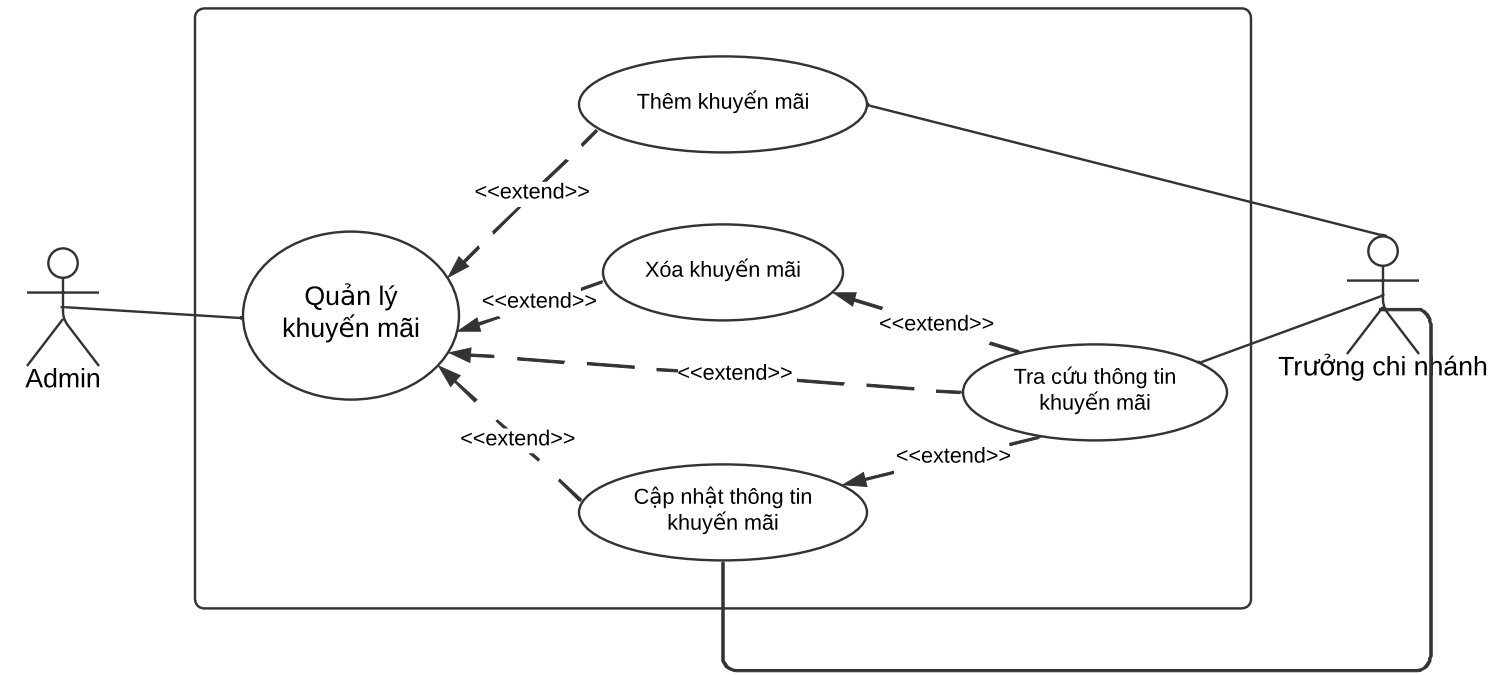 Thêm khuyến mãi
<<extend>>
Xóa khuyến mãi
Quản lý
khuyến mãi
<<extend>>
<<extend>>
Admin
Trưởng chi nhánh
<<extend>>
Tra cứu thông tin
khuyến mãi
<<extend>>
<<extend>>
Cập nhật thông tin
khuyến mãi